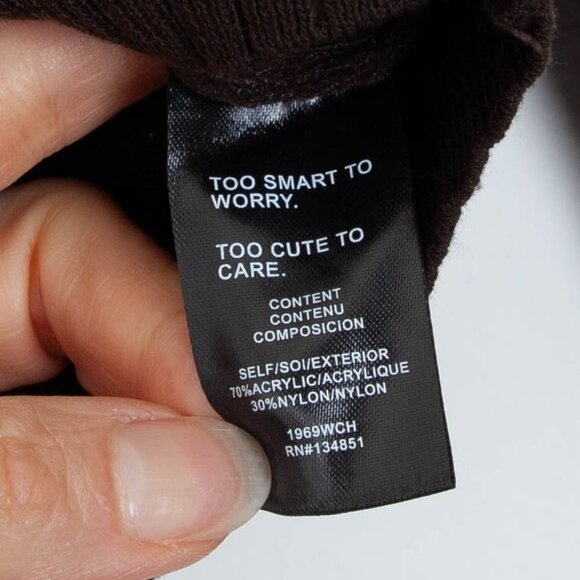 TOO SMART TO
WORRY.
TOO CUTE TO
CARE.
CONTENT
CONTENU
COMPOSICION
SELF/SOI/EXTERIOR
70%ACRYLIC/ACRYLIQUE
30%NYLON/NYLON
1969WCH
RN#134851